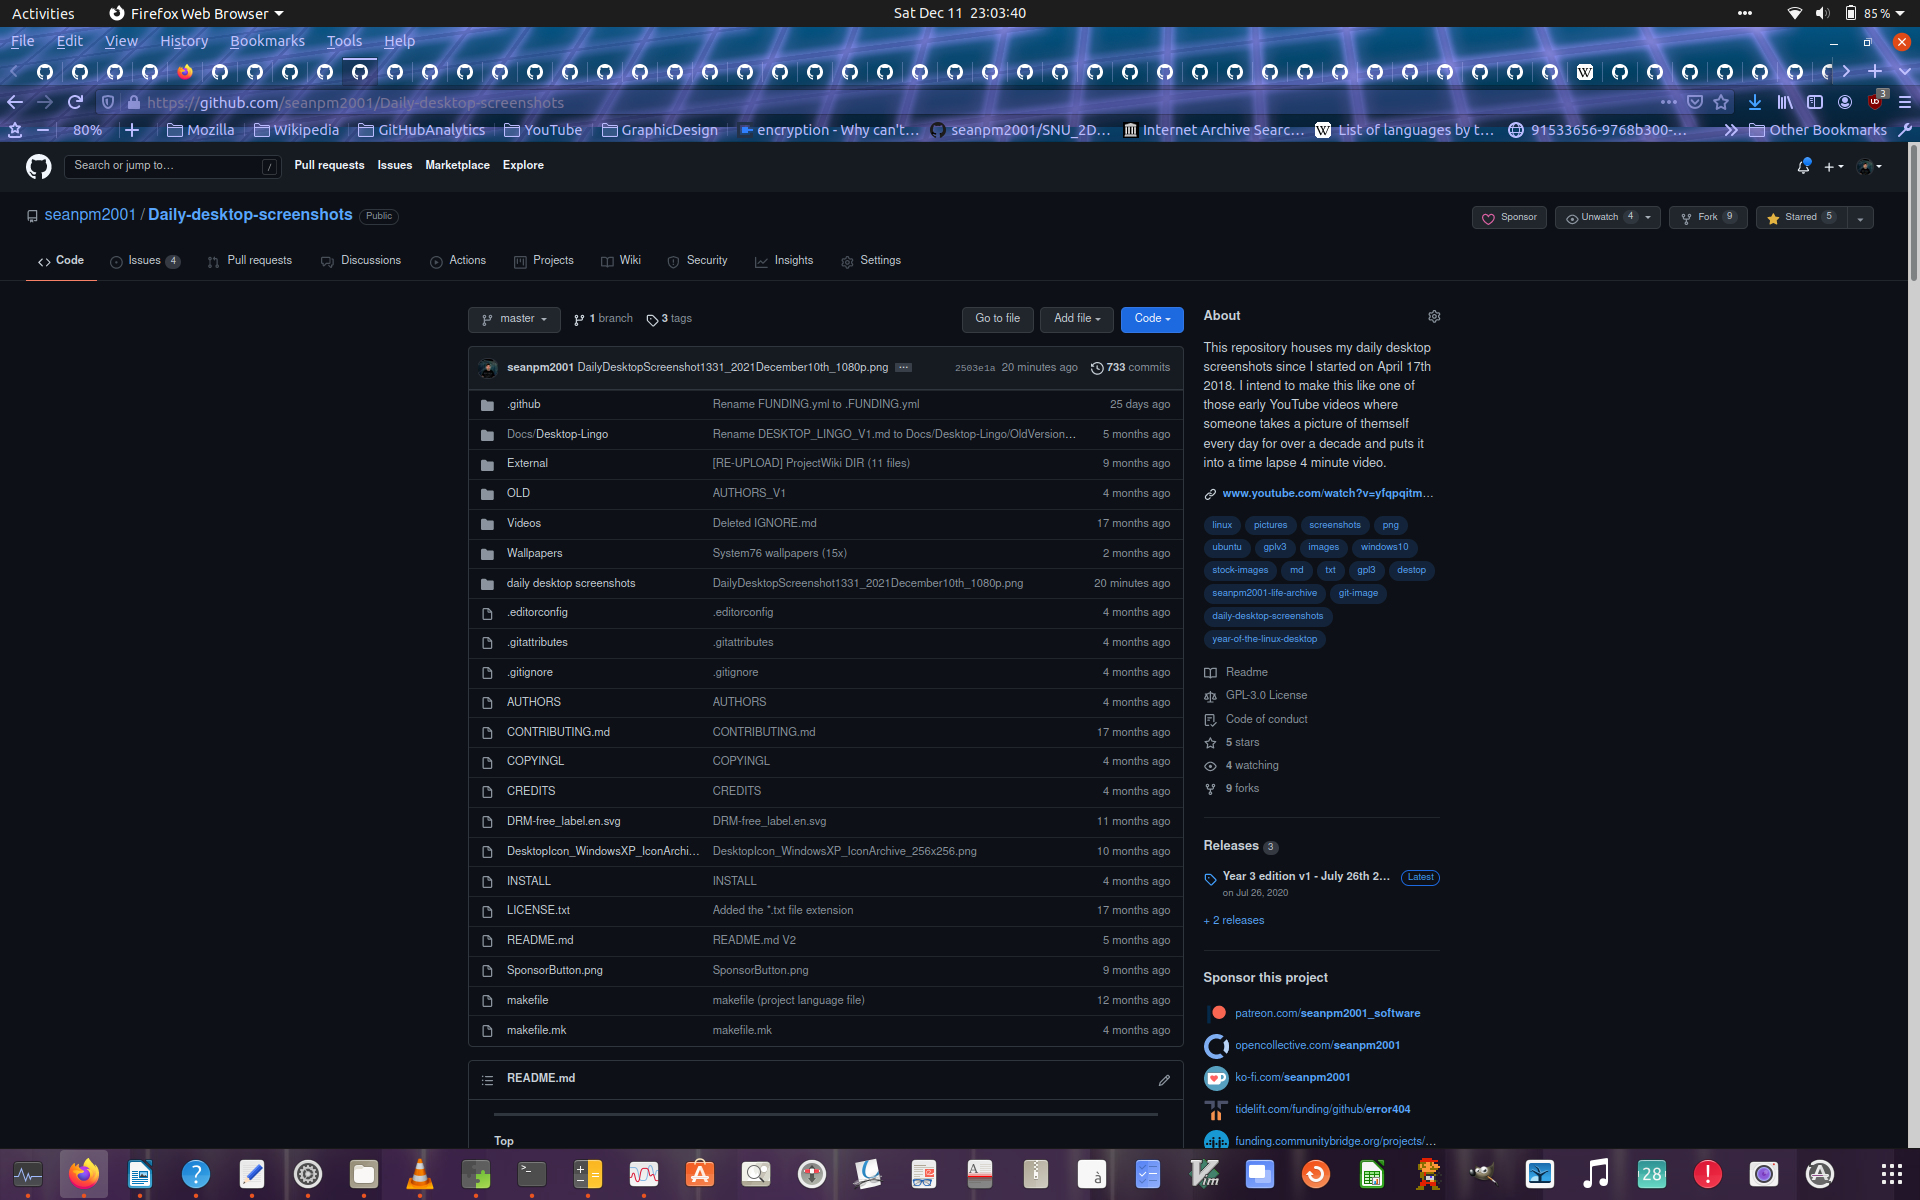 Activities Firefox Web Browser Sat Dec 11 23:03:40 85 %
File Edit View History Bookmarks Tools Help
https://github.com/seanpm2001/Daily-desktop-screenshots 3
80% Mozilla Wikipedia GitHubAnalytics YouTube GraphicDesign encryption - Why can't... seanpm2001/SNU_2D... Internet Archive Searc... List of languages by t... 91533656-9768b300-... Other Bookmarks
Search or jump to... / Pull requests Issues Marketplace Explore
seanpm2001 / Daily-desktop-screenshots Public Sponsor Unwatch 4 Fork 9 Starred 5
Code Issues 4 Pull requests Discussions Actions Projects Wiki Security Insights Settings
master 1 branch 3 tags Go to file Add file Code
seanpm2001 DailyDesktopScreenshot1331_2021December10th_1080p.png ... 2503e1a 20 minutes ago 733 commits
.github Rename FUNDING.yml to .FUNDING.yml 25 days ago
Docs/Desktop-Lingo Rename DESKTOP_LINGO_V1.md to Docs/Desktop-Lingo/OldVersion... 5 months ago
External [RE-UPLOAD] ProjectWiki DIR (11 files) 9 months ago
OLD AUTHORS_V1 4 months ago
Videos Deleted IGNORE.md 17 months ago
Wallpapers System76 wallpapers (15x) 2 months ago
daily desktop screenshots DailyDesktopScreenshot1331_2021December10th_1080p.png 20 minutes ago
.editorconfig .editorconfig 4 months ago
.gitattributes .gitattributes 4 months ago
.gitignore .gitignore 4 months ago
AUTHORS AUTHORS 4 months ago
CONTRIBUTING.md CONTRIBUTING.md 17 months ago
COPYINGL COPYINGL 4 months ago
CREDITS CREDITS 4 months ago
DRM-free_label.en.svg DRM-free_label.en.svg 11 months ago
DesktopIcon_WindowsXP_IconArchi... DesktopIcon_WindowsXP_IconArchive_256x256.png 10 months ago
INSTALL INSTALL 4 months ago
LICENSE.txt Added the *.txt file extension 17 months ago
README.md README.md V2 5 months ago
SponsorButton.png SponsorButton.png 9 months ago
makefile makefile (project language file) 12 months ago
makefile.mk makefile.mk 4 months ago
README.md
Top
About
This repository houses my daily desktop
screenshots since I started on April 17th
2018. I intend to make this like one of
those early YouTube videos where
someone takes a picture of themself
every day for over a decade and puts it
into a time lapse 4 minute video.
www.youtube.com/watch?v=yfqpqitm...
linux pictures screenshots png
ubuntu gplv3 images windows10
stock-images md txt gpl3 destop
seanpm2001-life-archive git-image
daily-desktop-screenshots
year-of-the-linux-desktop
Readme
GPL-3.0 License
Code of conduct
5 stars
4 watching
9 forks
Releases 3
Year 3 edition v1 - July 26th 2... Latest
on Jul 26, 2020
+ 2 releases
Sponsor this project
patreon.com/seanpm2001_software
opencollective.com/seanpm2001
ko-fi.com/seanpm2001
tidelift.com/funding/github/error404
funding.communitybridge.org/projects/...
28